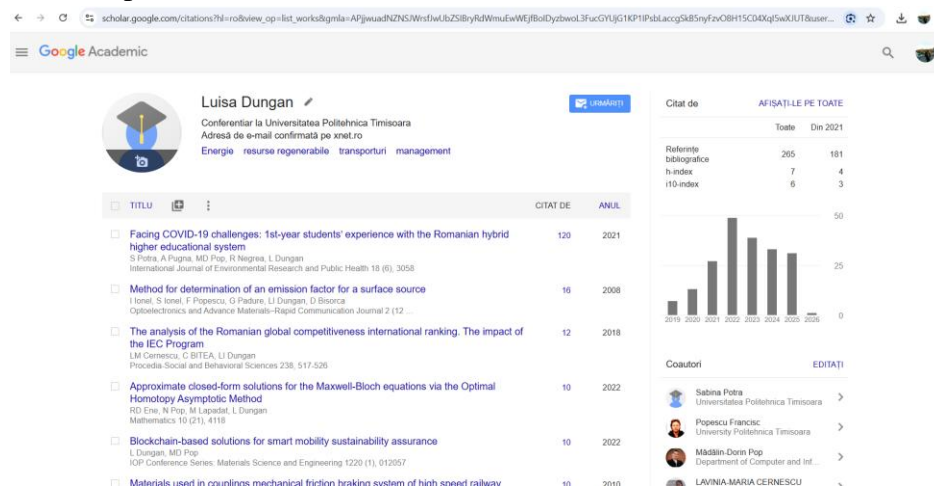 Google Academic
Luisa Dungan
URMĂRIȚI
Conferentiar la Universitatea Politehnica Timisoara
Adresă de e-mail confirmată pe xnet.ro
Energie resurse regenerabile transporturi management
TITLU CITAT DE ANUL
Facing COVID-19 challenges: 1st-year students' experience with the Romanian hybrid 120 2021
higher educational system
S Potra, A Pugna, MD Pop, R Negrea, L Dungan
International Journal of Environmental Research and Public Health 18 (6), 3058
Method for determination of an emission factor for a surface source 16 2008
I Ionel, S Ionel, F Popescu, G Padure, LI Dungan, D Bisorca
Optoelectronics and Advance Materials–Rapid Communication Journal 2 (12 ...
The analysis of the Romanian global competitiveness international ranking. The impact of 12 2018
the IEC Program
LM Cernescu, C BITEA, LI Dungan
Procedia-Social and Behavioral Sciences 238, 517-526
Approximate closed-form solutions for the Maxwell-Bloch equations via the Optimal 10 2022
Homotopy Asymptotic Method
RD Ene, N Pop, M Lapadat, L Dungan
Mathematics 10 (21), 4118
Blockchain-based solutions for smart mobility sustainability assurance 10 2022
L Dungan, MD Pop
IOP Conference Series: Materials Science and Engineering 1220 (1), 012057
Materials used in couplings mechanical friction braking system of high speed railway 10 2010
Citat de AFIȘAȚI-LE PE TOATE
Toate Din 2021
Referințe
bibliografice 265 181
h-index 7 4
i10-index 6 3
50
25
0
2019 2020 2021 2022 2023 2024 2025 2026
Coautori EDITAȚI
Sabina Potra
Universitatea Politehnica Timisoara
Popescu Francisc
University Politehnica Timisoara
Mădălin-Dorin Pop
Department of Computer and Inf...
LAVINIA-MARIA CERNESCU